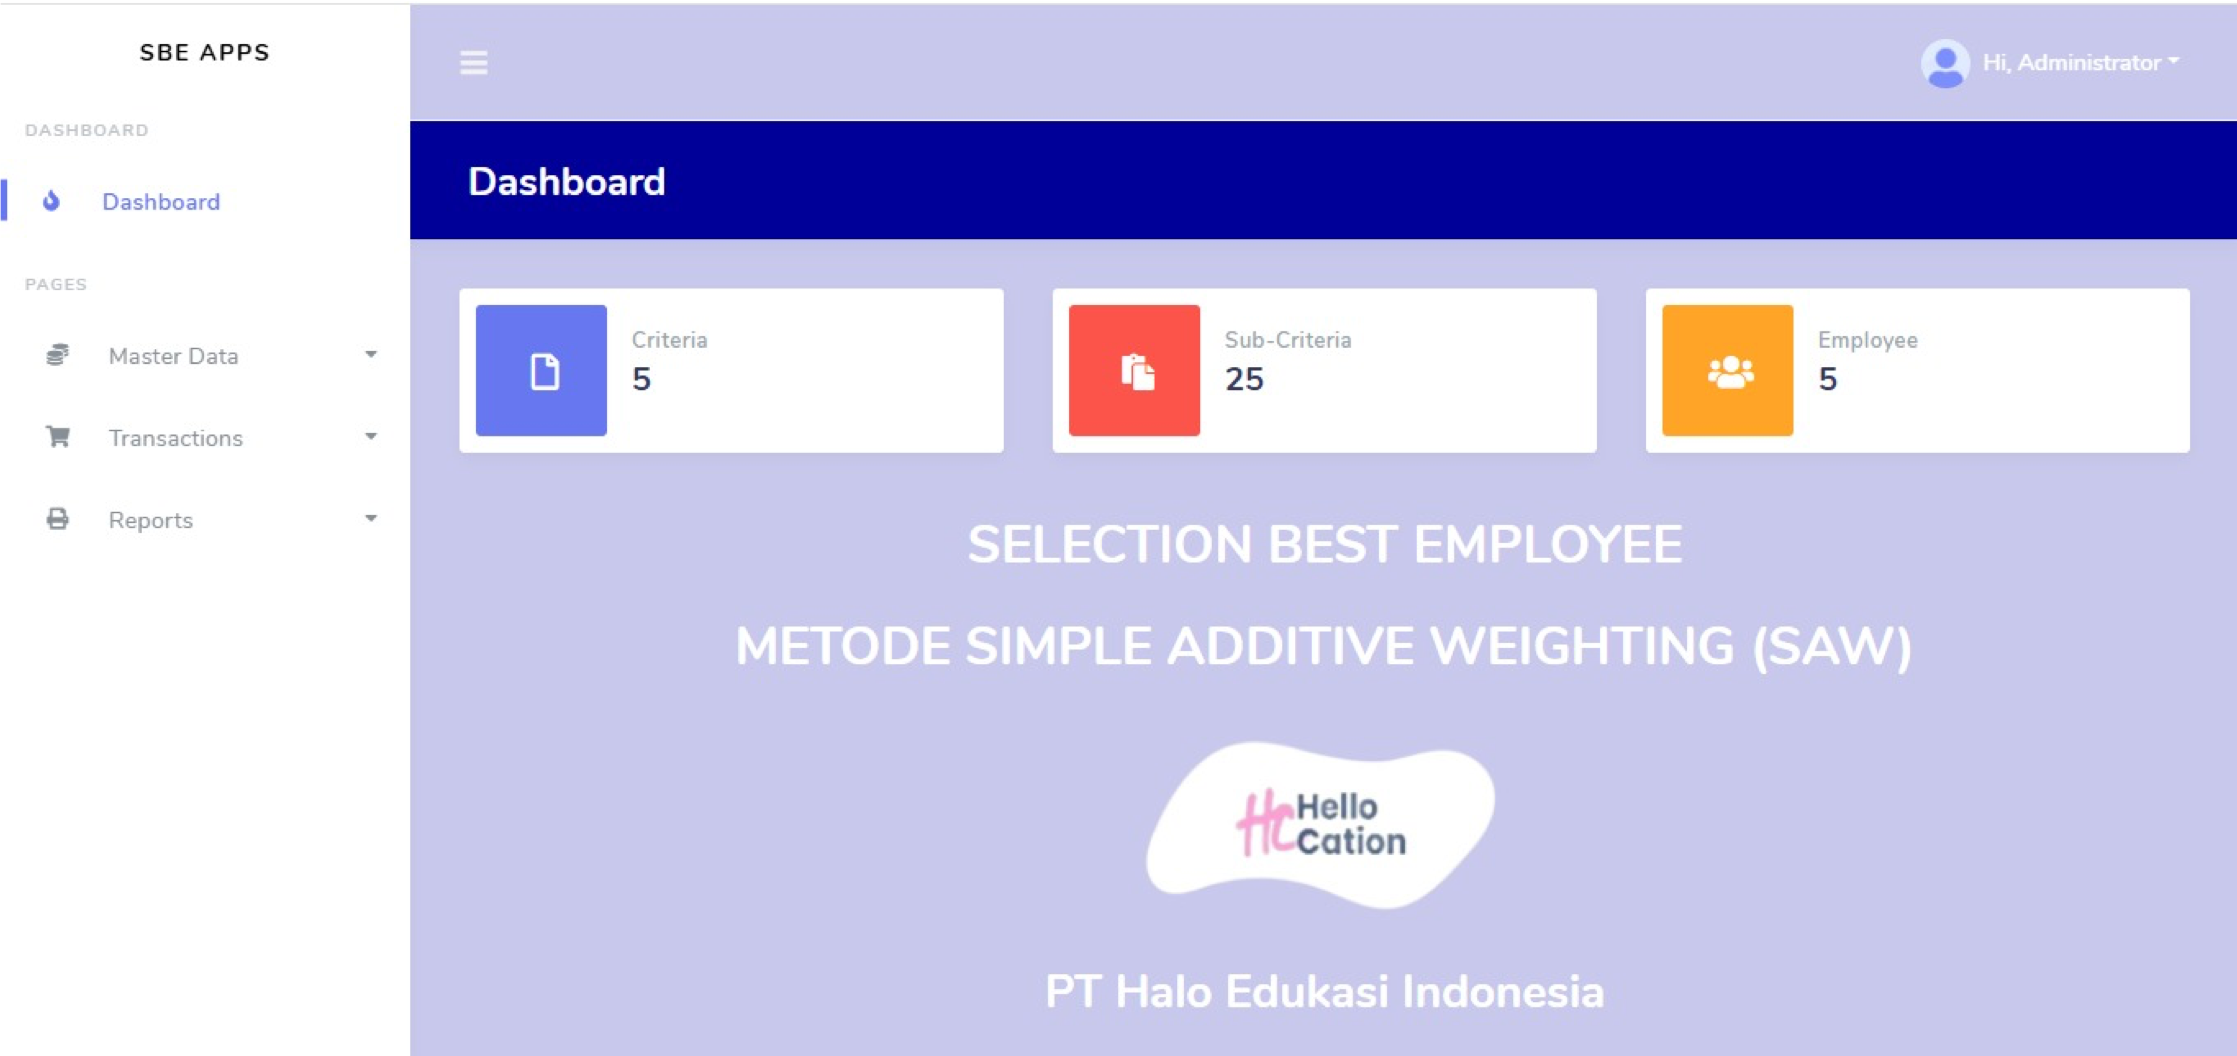 SBE APPS
Hi, Administrator
DASHBOARD
Dashboard
Dashboard
PAGES
Master Data
Transactions
Reports
Criteria
5
Sub-Criteria
25
Employee
5
SELECTION BEST EMPLOYEE
METODE SIMPLE ADDITIVE WEIGHTING (SAW)
HC
Hello
Cation
PT Halo Edukasi Indonesia